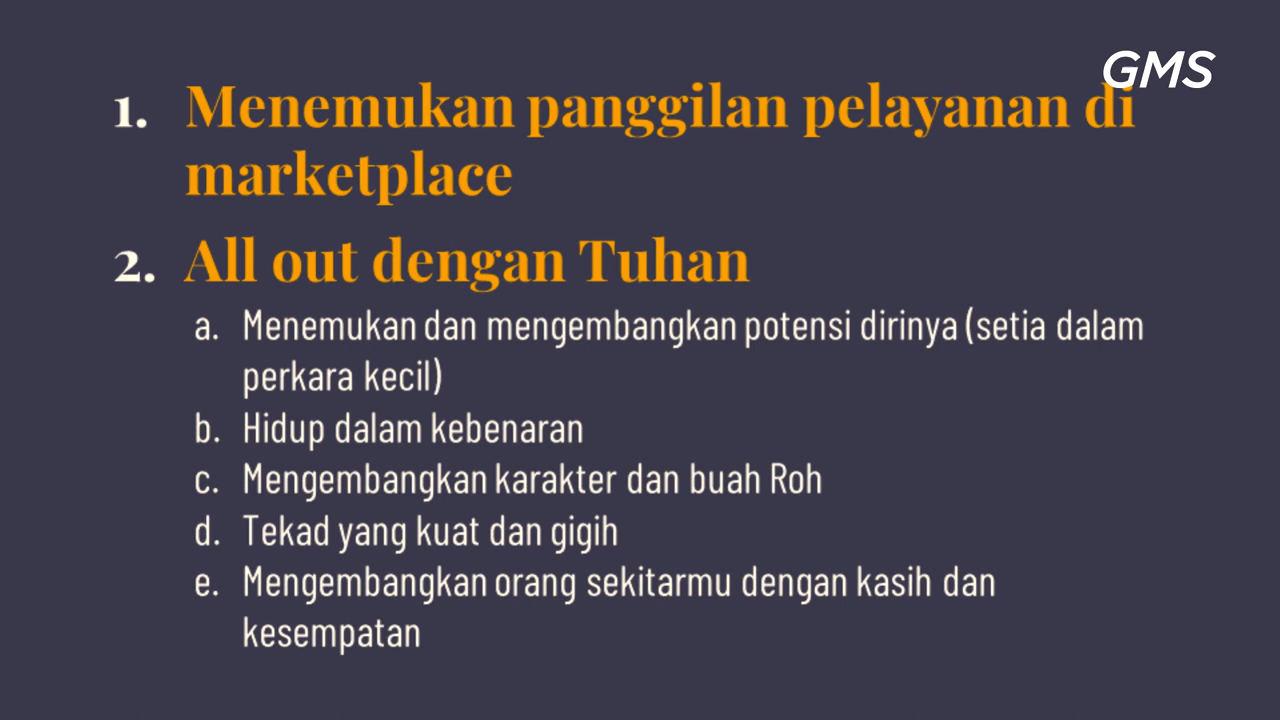 GMS
1. Menemukan panggilan pelayanan di
marketplace
2. All out dengan Tuhan
a. Menemukan dan mengembangkan potensi dirinya (setia dalam
perkara kecil)
b. Hidup dalam kebenaran
c. Mengembangkan karakter dan buah Roh
d. Tekad yang kuat dan gigih
e. Mengembangkan orang sekitarmu dengan kasih dan
kesempatan